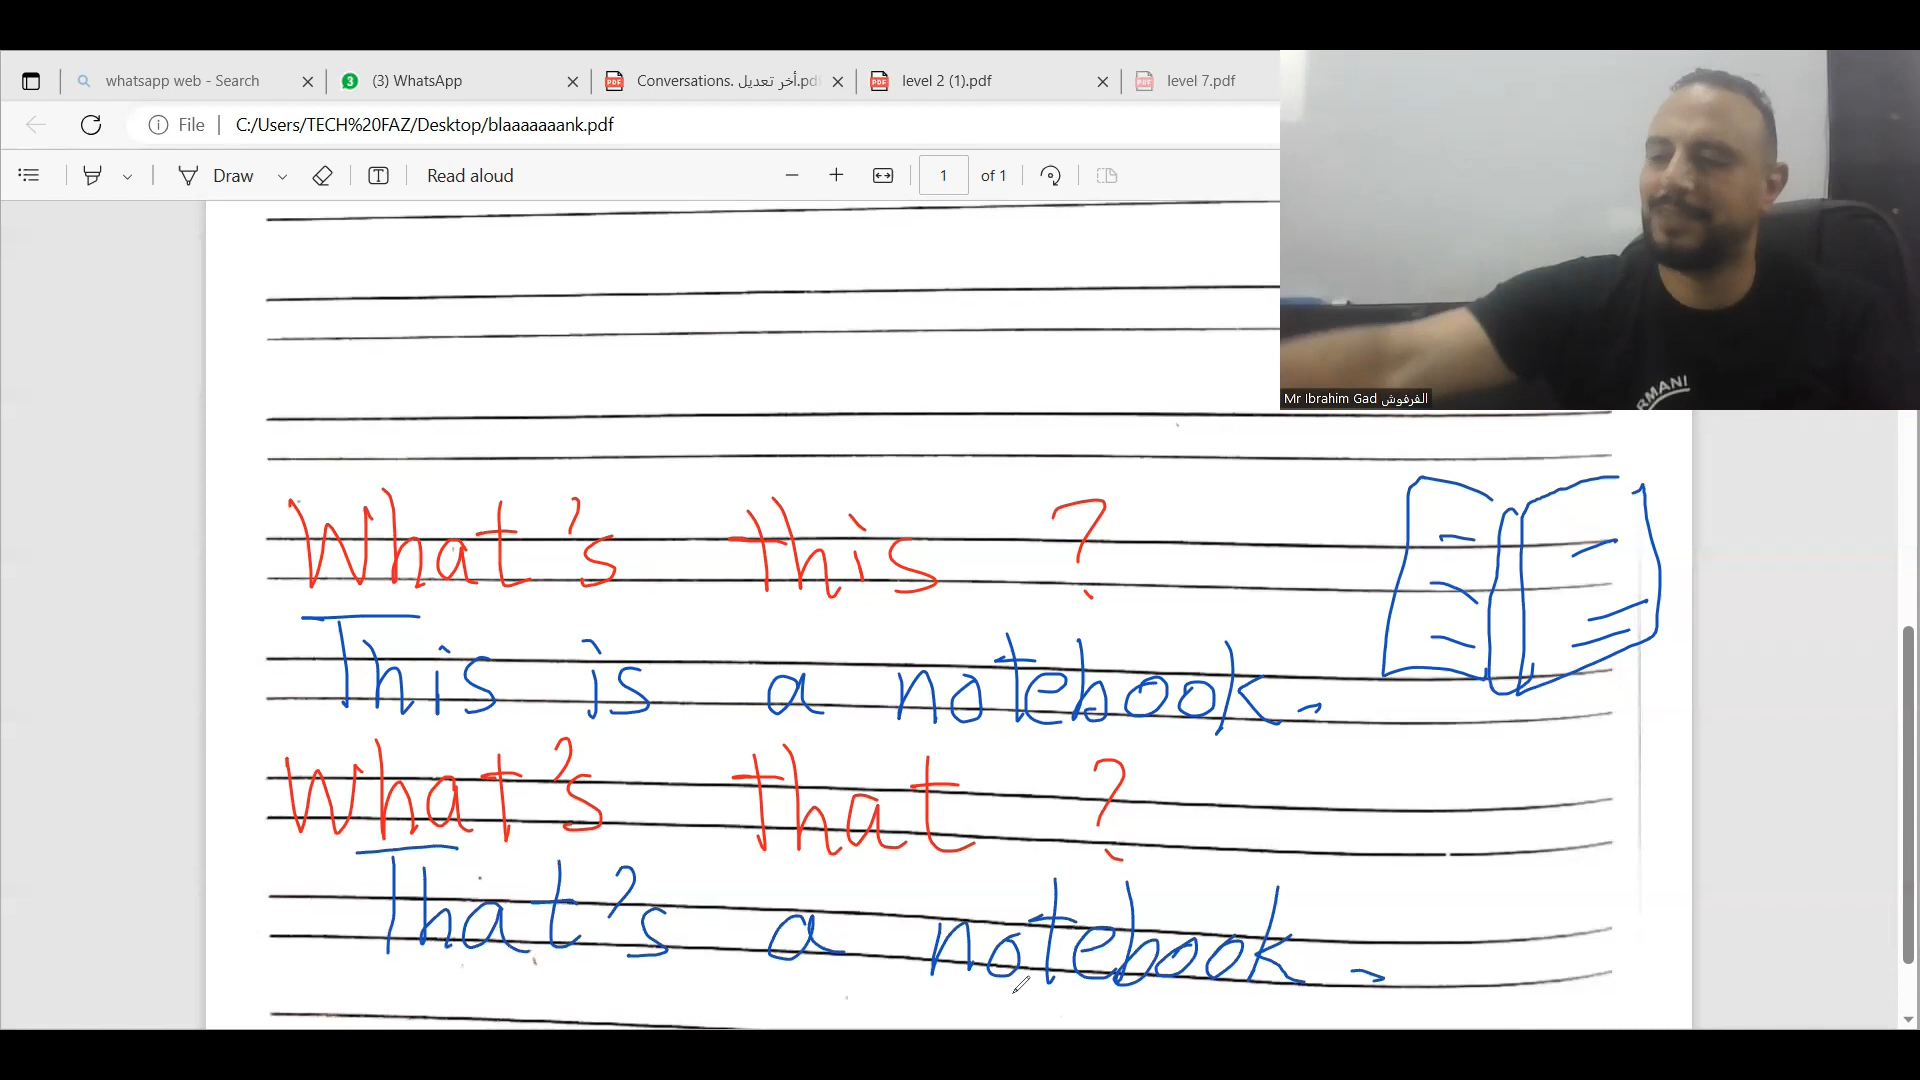 whatsapp web - Search
(3) WhatsApp
Conversations. أخر تعديل.pdf
level 2 (1).pdf
level 7.pdf
File
C:/Users/TECH%20FAZ/Desktop/blaaaaaaank.pdf
Draw
Read aloud
1 of 1
RMANI
Mr Ibrahim Gad الفرفوش
What's this ?
This is a notebook.
What's that ?
That's a notebook.